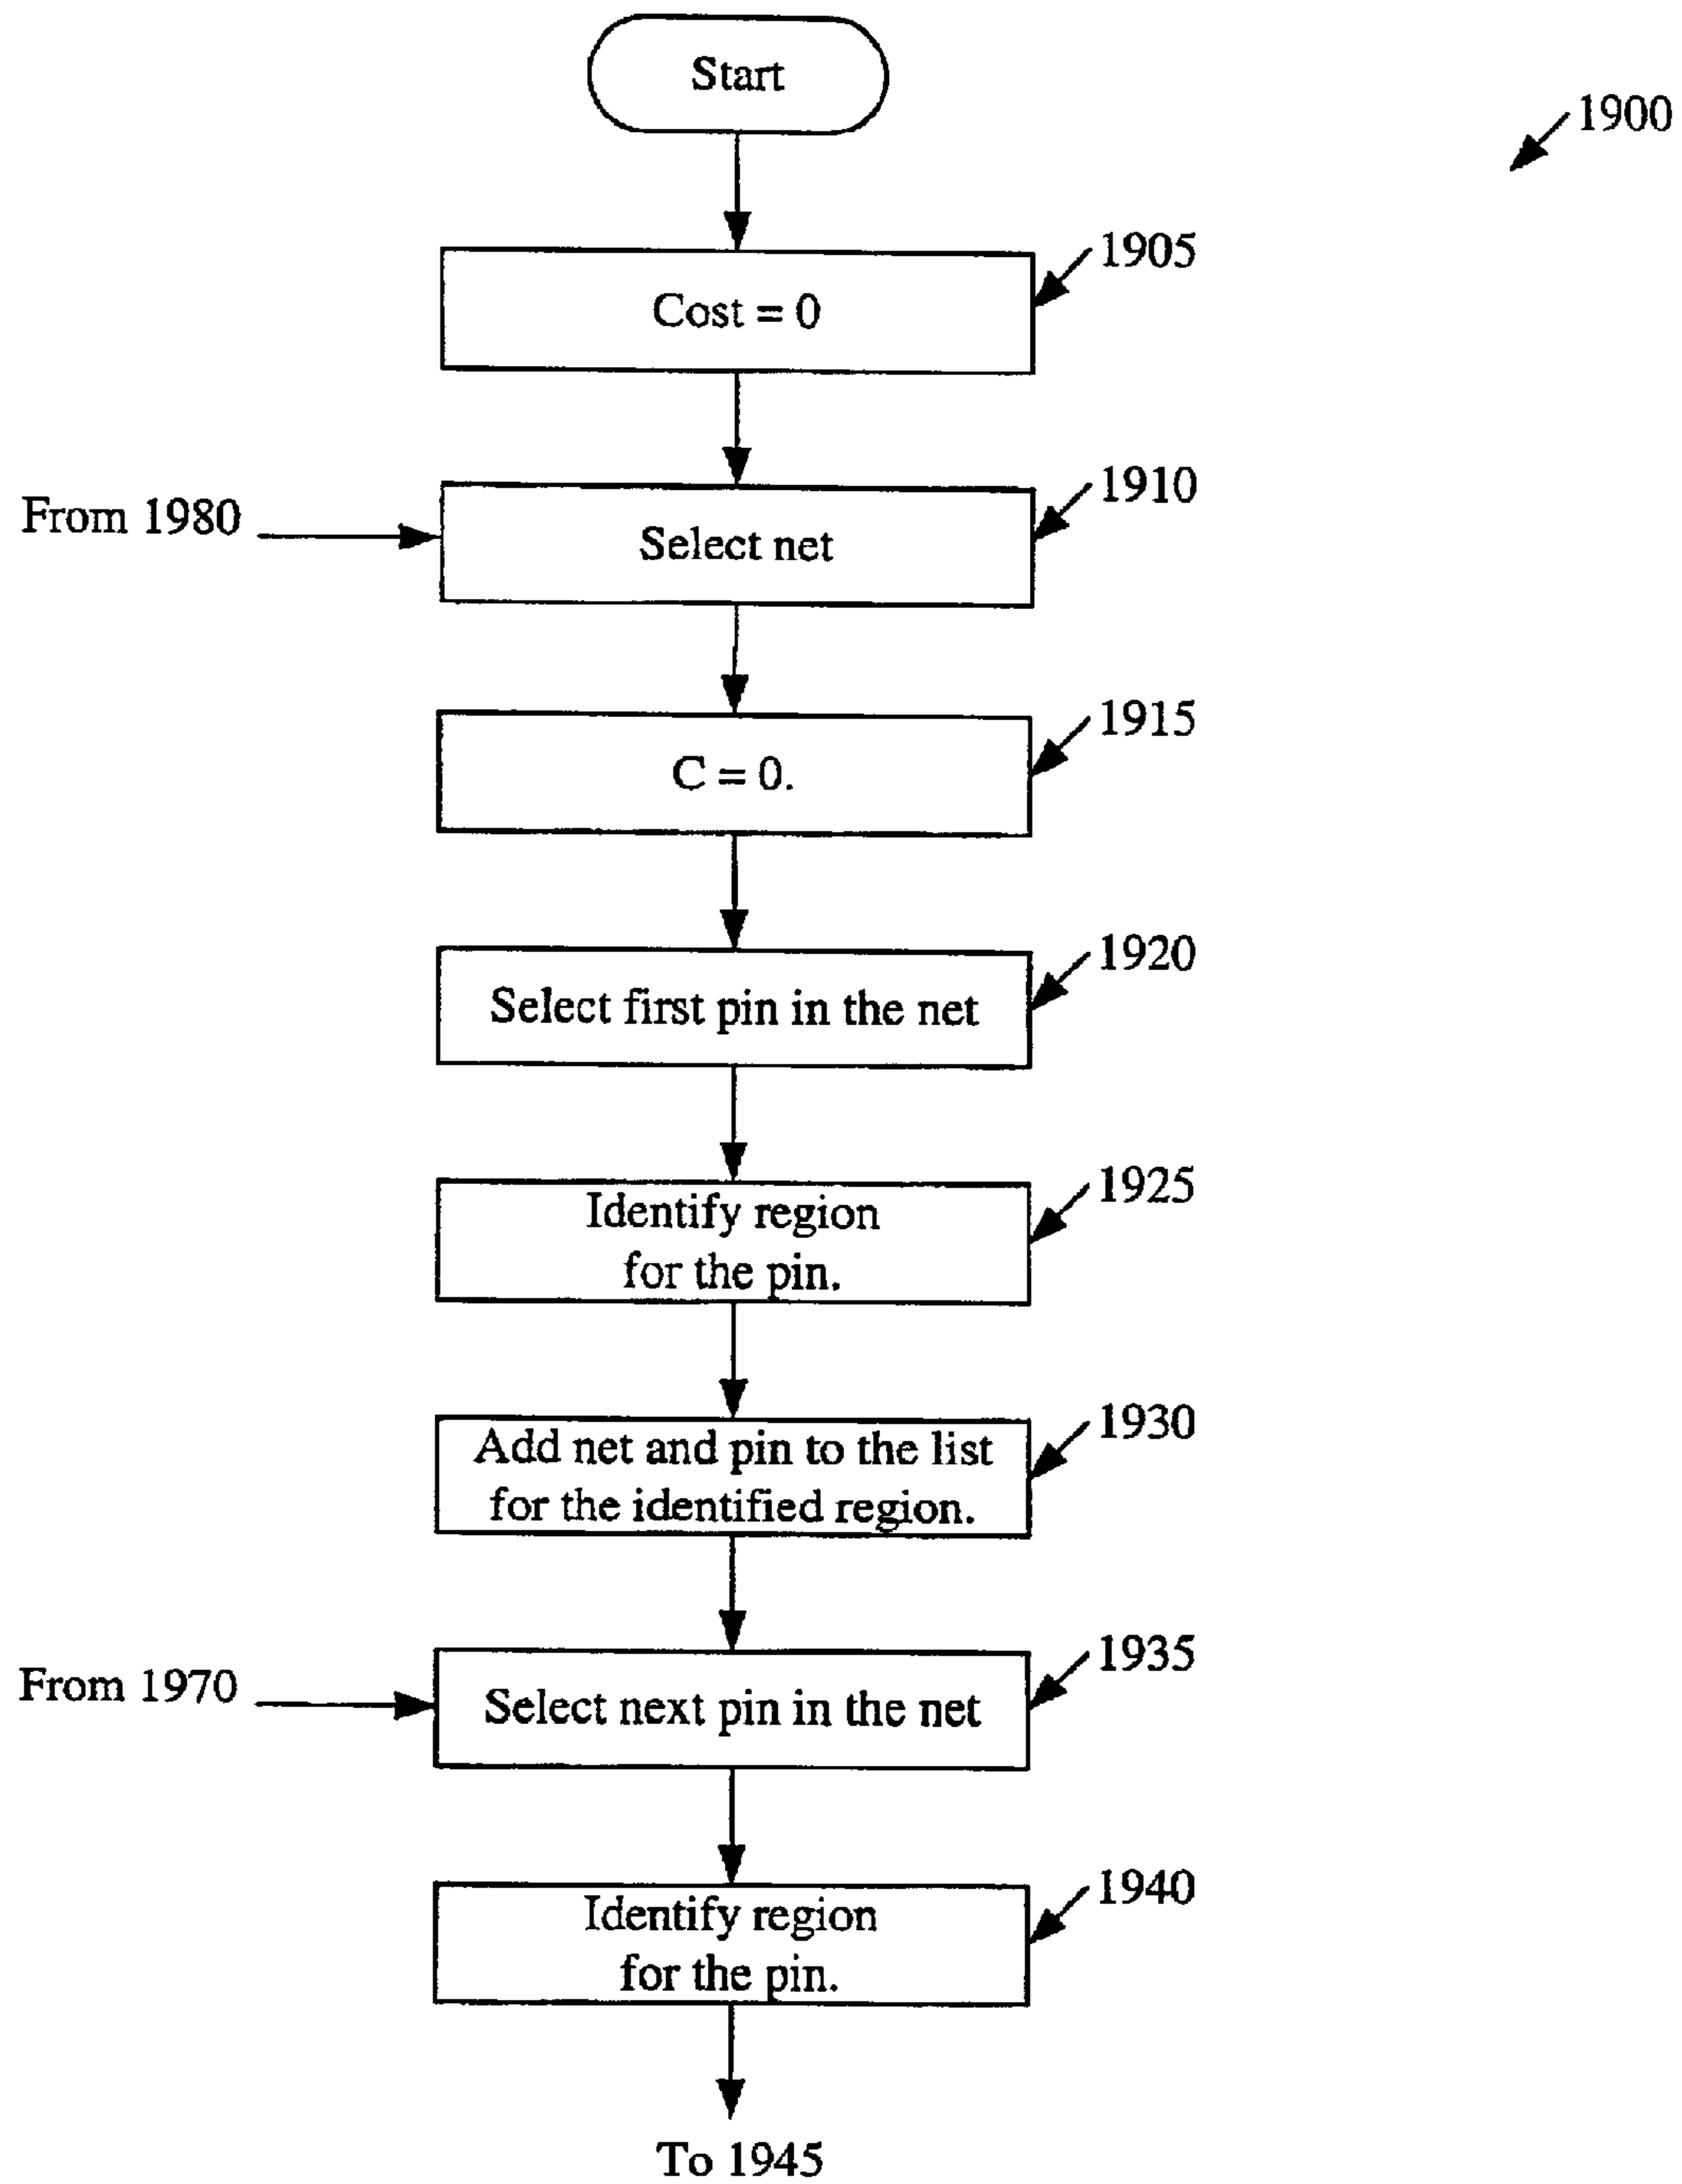 Start
1900
1905
Cost = 0
1910
From 1980
Select net
1915
C = 0.
1920
Select first pin in the net
1925
Identify region
for the pin.
1930
Add net and pin to the list
for the identified region.
1935
From 1970
Select next pin in the net
1940
Identify region
for the pin.
To 1945